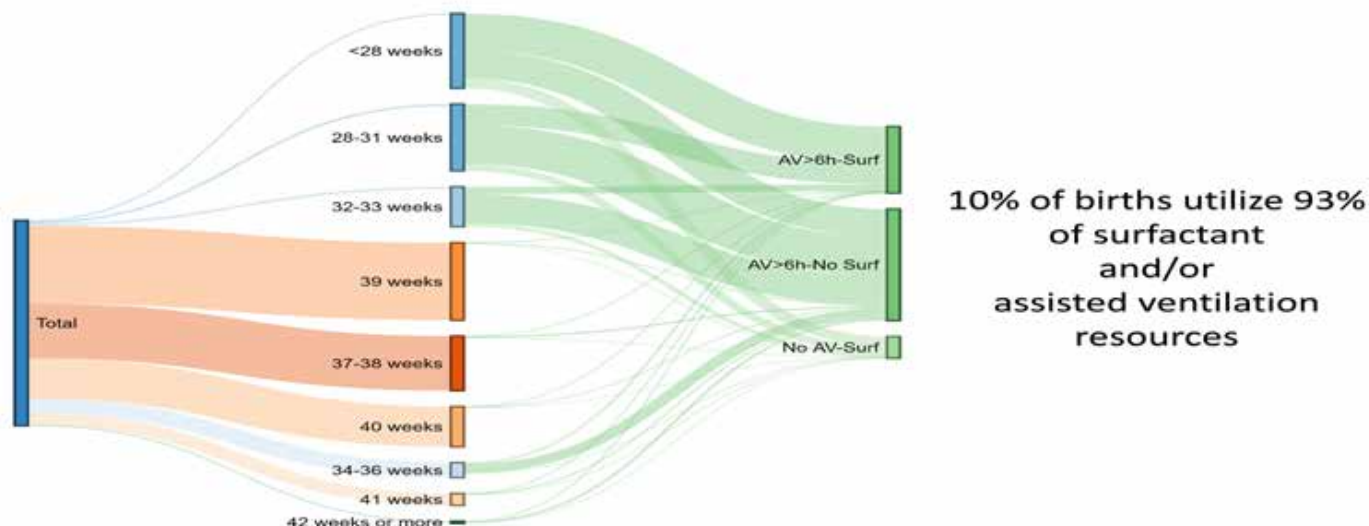 <28 weeks
28-31 weeks
32-33 weeks
39 weeks
Total
37-38 weeks
40 weeks
34-36 weeks
41 weeks
42 weeks or more
AV>6h-Surf
AV>6h-No Surf
No AV-Surf
10% of births utilize 93%
of surfactant
and/or
assisted ventilation
resources